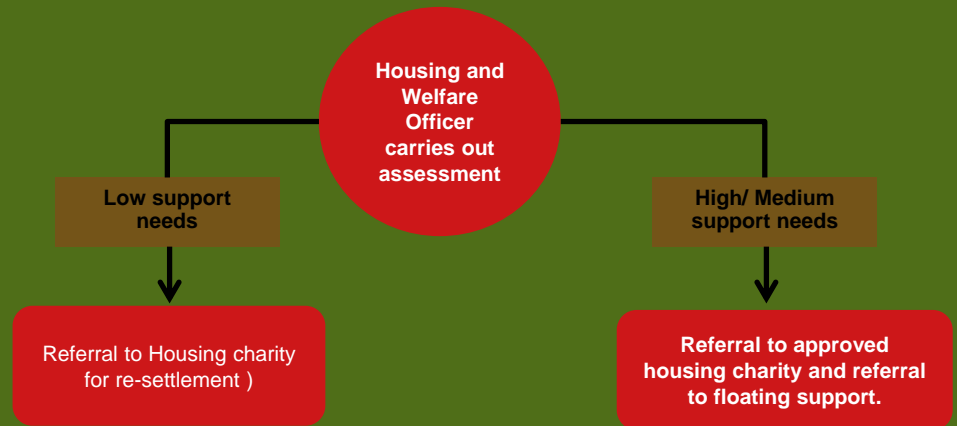 Housing and
Welfare
Officer
carries out
assessment
Low support
needs
High/ Medium
support needs
Referral to Housing charity
for re-settlement )
Referral to approved
housing charity and referral
to floating support.